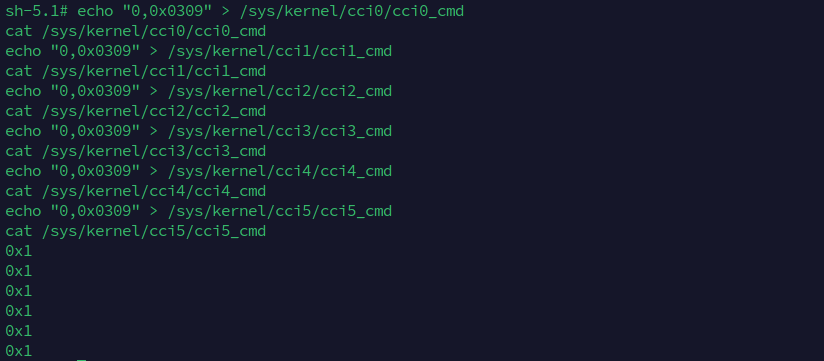 sh-5.1# echo "0,0x0309" > /sys/kernel/cci0/cci0_cmd
cat /sys/kernel/cci0/cci0_cmd
echo "0,0x0309" > /sys/kernel/cci1/cci1_cmd
cat /sys/kernel/cci1/cci1_cmd
echo "0,0x0309" > /sys/kernel/cci2/cci2_cmd
cat /sys/kernel/cci2/cci2_cmd
echo "0,0x0309" > /sys/kernel/cci3/cci3_cmd
cat /sys/kernel/cci3/cci3_cmd
echo "0,0x0309" > /sys/kernel/cci4/cci4_cmd
cat /sys/kernel/cci4/cci4_cmd
echo "0,0x0309" > /sys/kernel/cci5/cci5_cmd
cat /sys/kernel/cci5/cci5_cmd
0x1
0x1
0x1
0x1
0x1
0x1